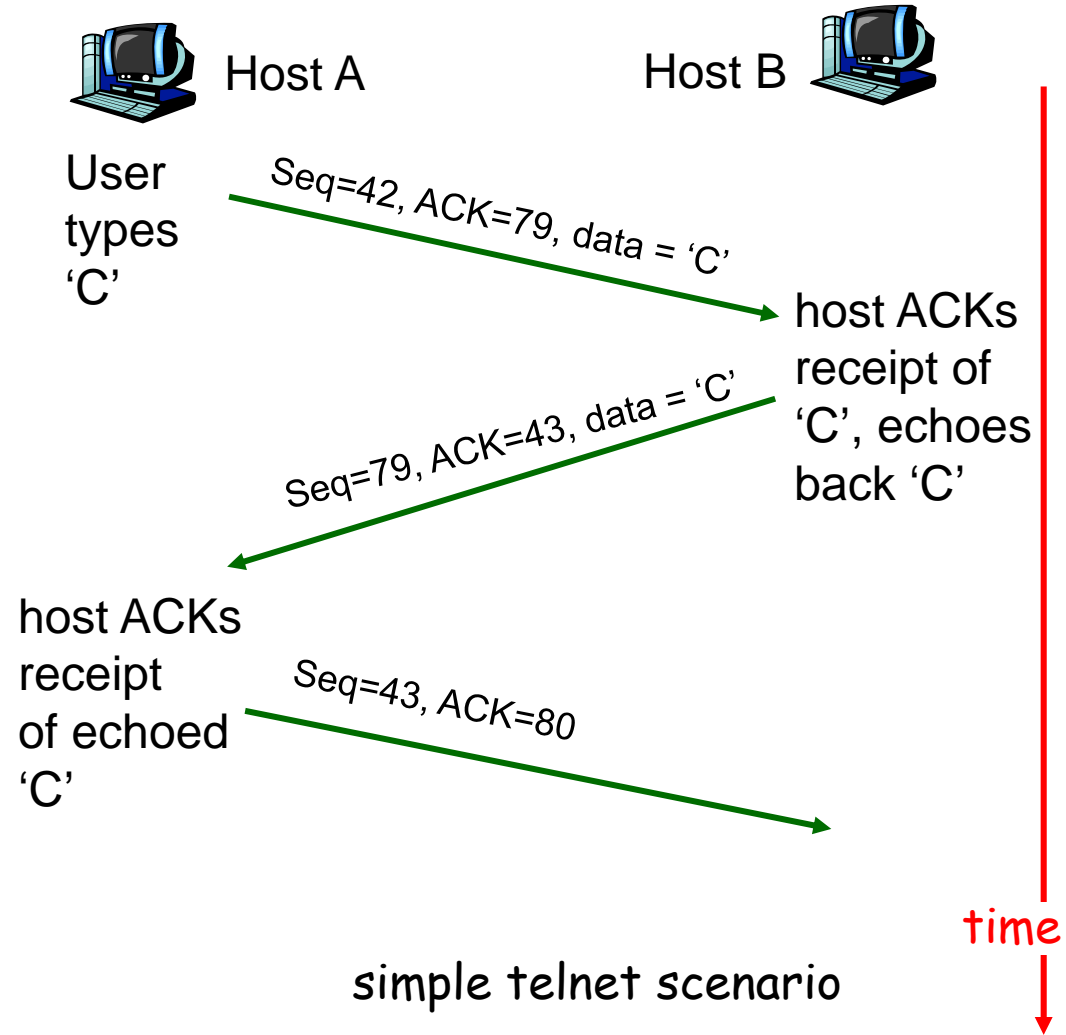 Host A
Host B
User
types
‘C’
Seq=42, ACK=79, data = ‘C’
host ACKs
receipt of
‘C’, echoes
back ‘C’
Seq=79, ACK=43, data = ‘C’
host ACKs
receipt
of echoed
‘C’
Seq=43, ACK=80
time
simple telnet scenario